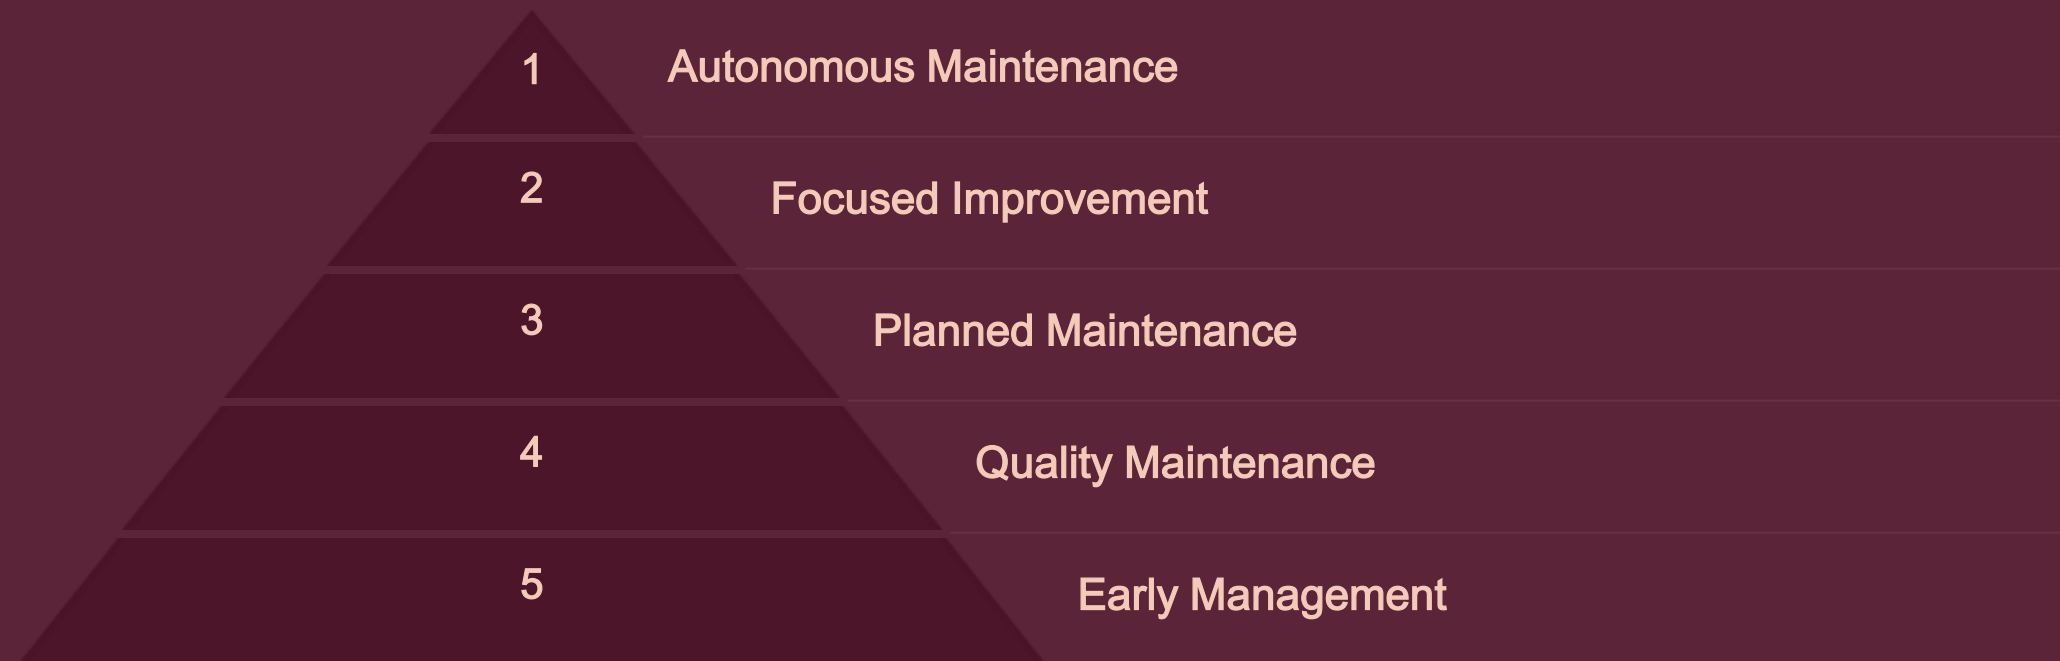 1 Autonomous Maintenance
2 Focused Improvement
3 Planned Maintenance
4 Quality Maintenance
5 Early Management